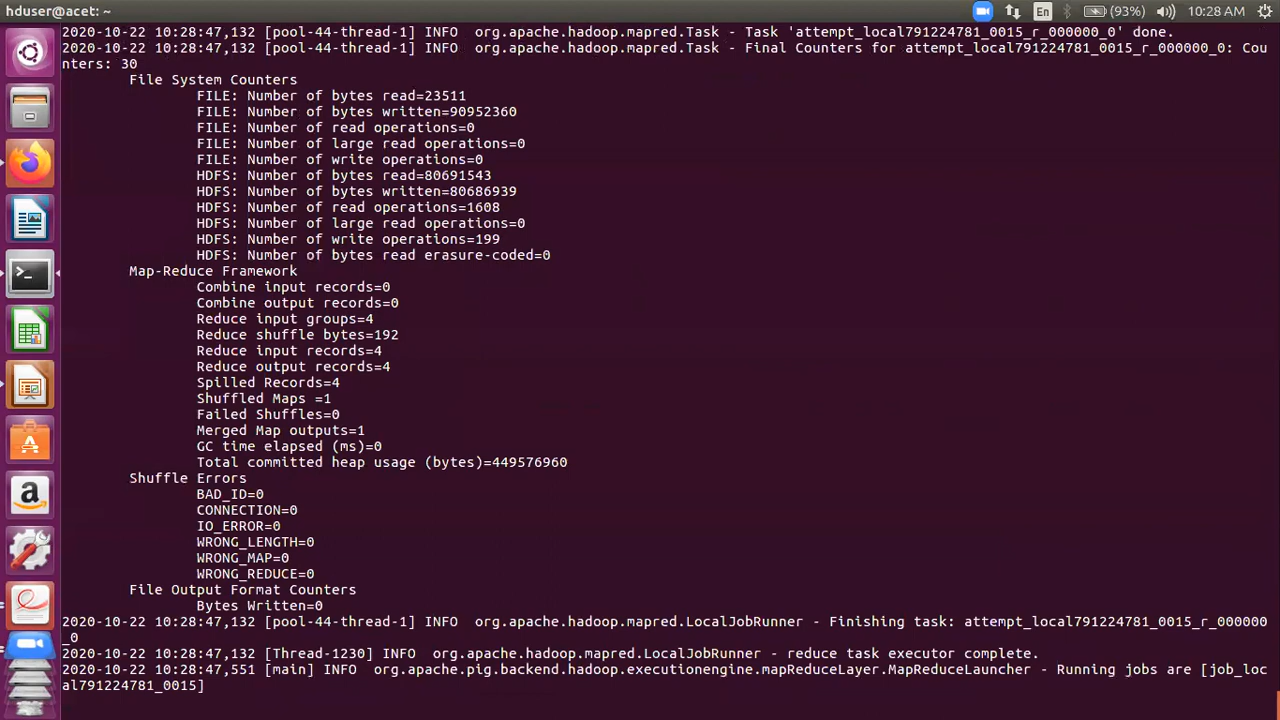 hduser@acet: ~
En
(93%)
10:28 AM
2020-10-22 10:28:47,132 [pool-44-thread-1] INFO  org.apache.hadoop.mapred.Task - Task 'attempt_local791224781_0015_r_000000_0' done.
2020-10-22 10:28:47,132 [pool-44-thread-1] INFO  org.apache.hadoop.mapred.Task - Final Counters for attempt_local791224781_0015_r_000000_0: Cou
nters: 30
File System Counters
FILE: Number of bytes read=23511
FILE: Number of bytes written=90952360
FILE: Number of read operations=0
FILE: Number of large read operations=0
FILE: Number of write operations=0
HDFS: Number of bytes read=80691543
HDFS: Number of bytes written=80686939
HDFS: Number of read operations=1608
HDFS: Number of large read operations=0
HDFS: Number of write operations=199
HDFS: Number of bytes read erasure-coded=0
Map-Reduce Framework
Combine input records=0
Combine output records=0
Reduce input groups=4
Reduce shuffle bytes=192
Reduce input records=4
Reduce output records=4
Spilled Records=4
Shuffled Maps =1
Failed Shuffles=0
Merged Map outputs=1
GC time elapsed (ms)=0
Total committed heap usage (bytes)=449576960
Shuffle Errors
BAD_ID=0
CONNECTION=0
IO_ERROR=0
WRONG_LENGTH=0
WRONG_MAP=0
WRONG_REDUCE=0
File Output Format Counters
Bytes Written=0
2020-10-22 10:28:47,132 [pool-44-thread-1] INFO  org.apache.hadoop.mapred.LocalJobRunner - Finishing task: attempt_local791224781_0015_r_000000
_0
2020-10-22 10:28:47,132 [Thread-1230] INFO  org.apache.hadoop.mapred.LocalJobRunner - reduce task executor complete.
2020-10-22 10:28:47,551 [main] INFO  org.apache.pig.backend.hadoop.executionengine.mapReduceLayer.MapReduceLauncher - Running jobs are [job_loc
al791224781_0015]